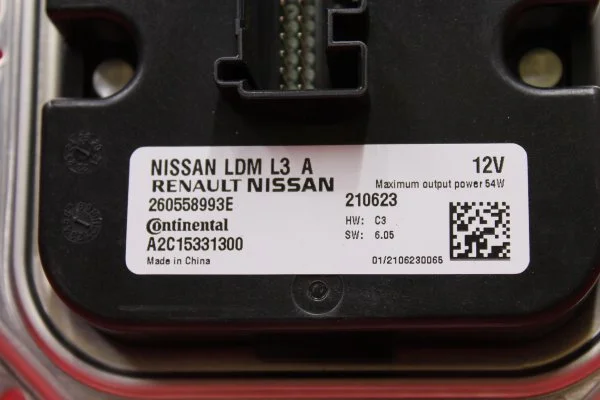 NISSAN LDM L3 A
12V
RENAULT NISSAN
Maximum output power 54W
260558993E
210623
Continental
HW: C3
A2C15331300
SW: 6.05
Made in China
01/2106230065